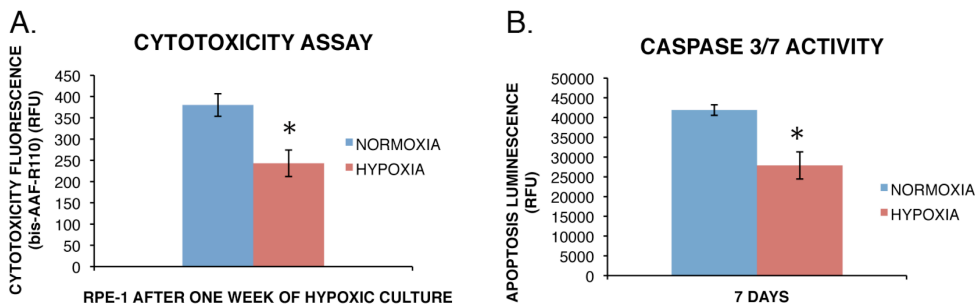 A.
CYTOTOXICITY ASSAY
CYTOTOXICITY FLUORESCENCE
(bis-AAF-R110) (RFU)
450
400
350
300
250
200
150
100
50
0
*
NORMOXIA
HYPOXIA
RPE-1 AFTER ONE WEEK OF HYPOXIC CULTURE
B.
CASPASE 3/7 ACTIVITY
APOPTOSIS LUMINESCENCE
(RFU)
50000
45000
40000
35000
30000
25000
20000
15000
10000
5000
0
*
NORMOXIA
HYPOXIA
7 DAYS